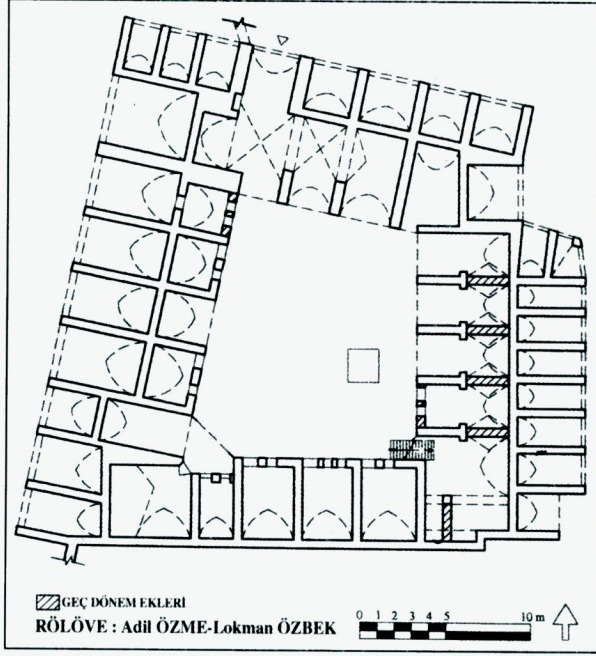 GEÇ DÖNEM EKLERİ
RÖLÖVE : Adil ÖZME-Lokman ÖZBEK
0 1 2 3 4 5 10 m